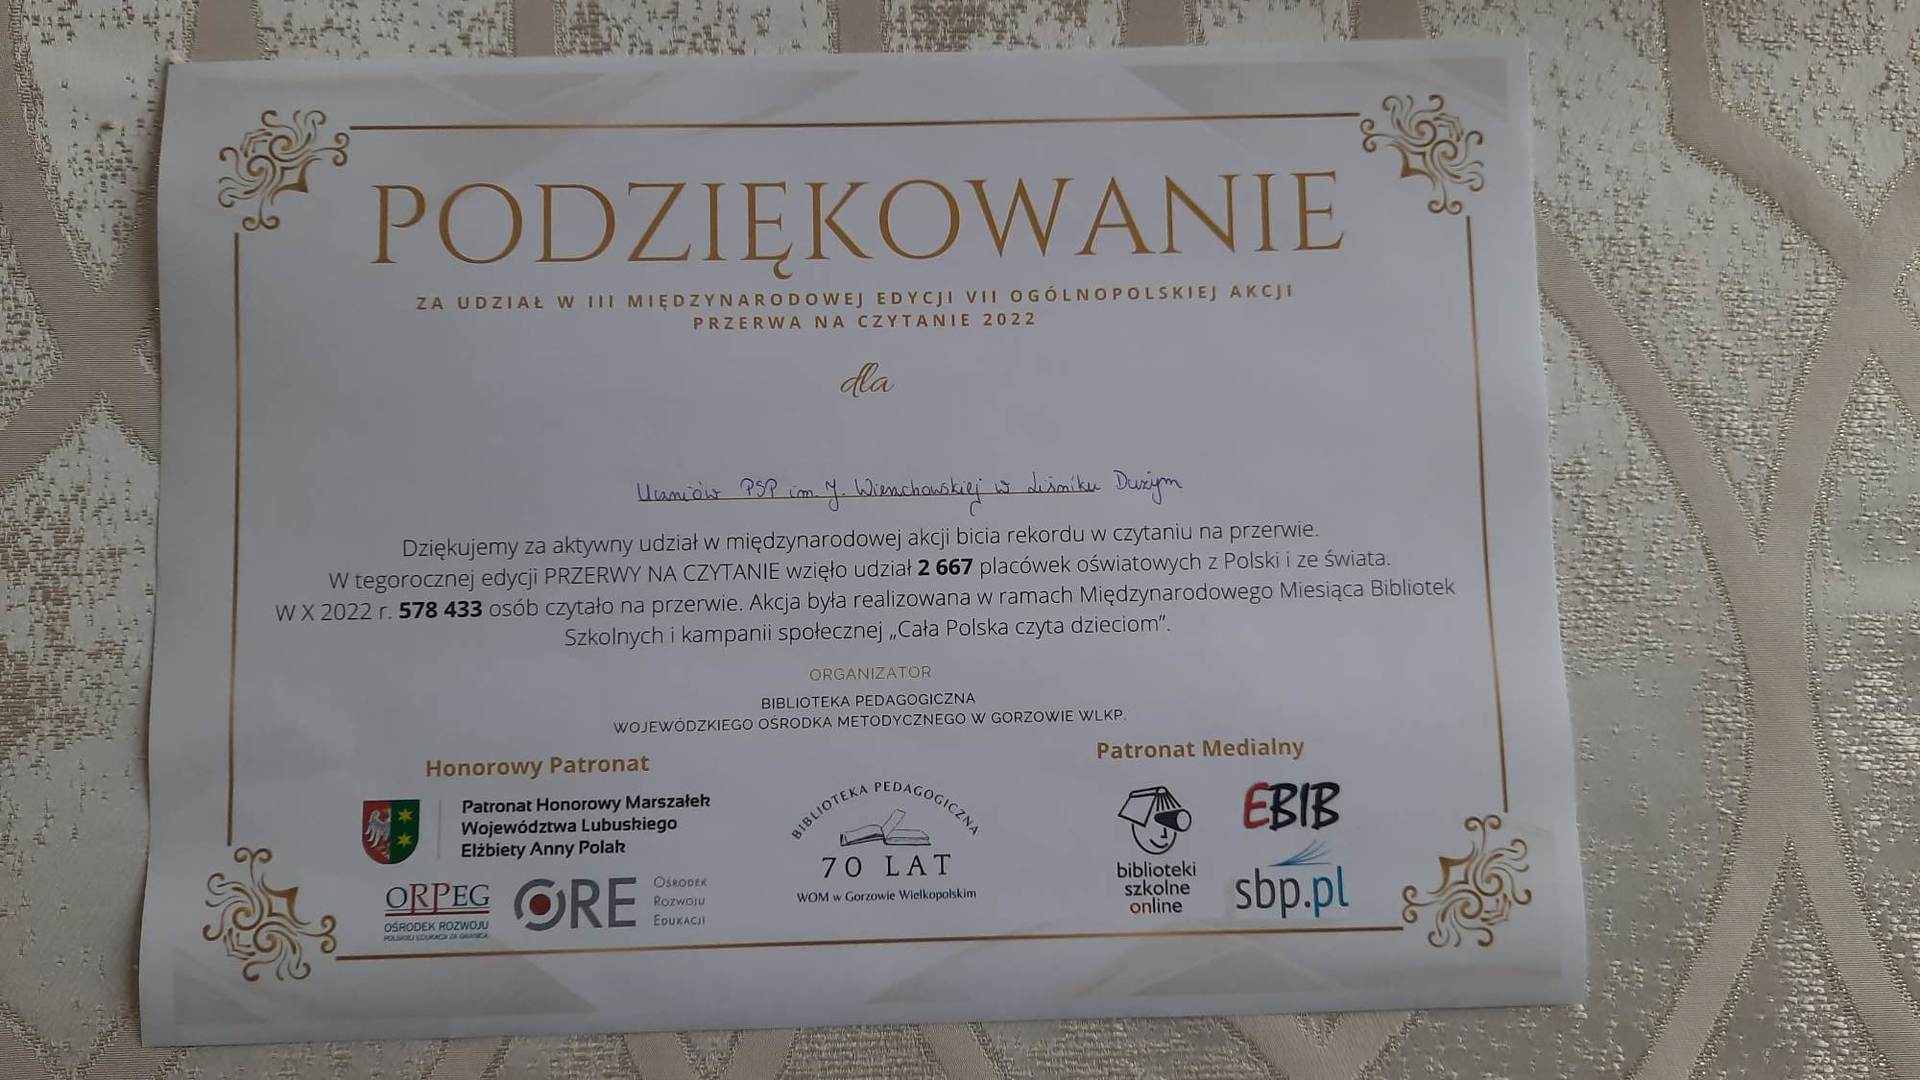 PODZIĘKOWANIE
ZA UDZIAŁ W III MIĘDZYNARODOWEJ EDYCJI VII OGÓLNOPOLSKIEJ AKCJI
PRZERWA NA CZYTANIE 2022
dla
Uczniów PSP im. J. Wierzchowskiej w Leśniku Dużym
Dziękujemy za aktywny udział w międzynarodowej akcji bicia rekordu w czytaniu na przerwie.
W tegorocznej edycji PRZERWY NA CZYTANIE wzięło udział 2 667 placówek oświatowych z Polski i ze świata.
W X 2022 r. 578 433 osób czytało na przerwie. Akcja była realizowana w ramach Międzynarodowego Miesiąca Bibliotek
Szkolnych i kampanii społecznej „Cała Polska czyta dzieciom”.
ORGANIZATOR
BIBLIOTEKA PEDAGOGICZNA
WOJEWÓDZKIEGO OŚRODKA METODYCZNEGO W GORZOWIE WLKP.
Honorowy Patronat
Patronat Honorowy Marszałek
Województwa Lubuskiego
Elżbiety Anny Polak
ORPEG
OŚRODEK ROZWOJU
POLSKIEJ EDUKACJI ZA GRANICĄ
ORE
OŚRODEK
ROZWOJU
EDUKACJI
BIBLIOTEKA PEDAGOGICZNA
70 LAT
WOM w Gorzowie Wielkopolskim
Patronat Medialny
biblioteki
szkolne
online
EBIB
sbp.pl